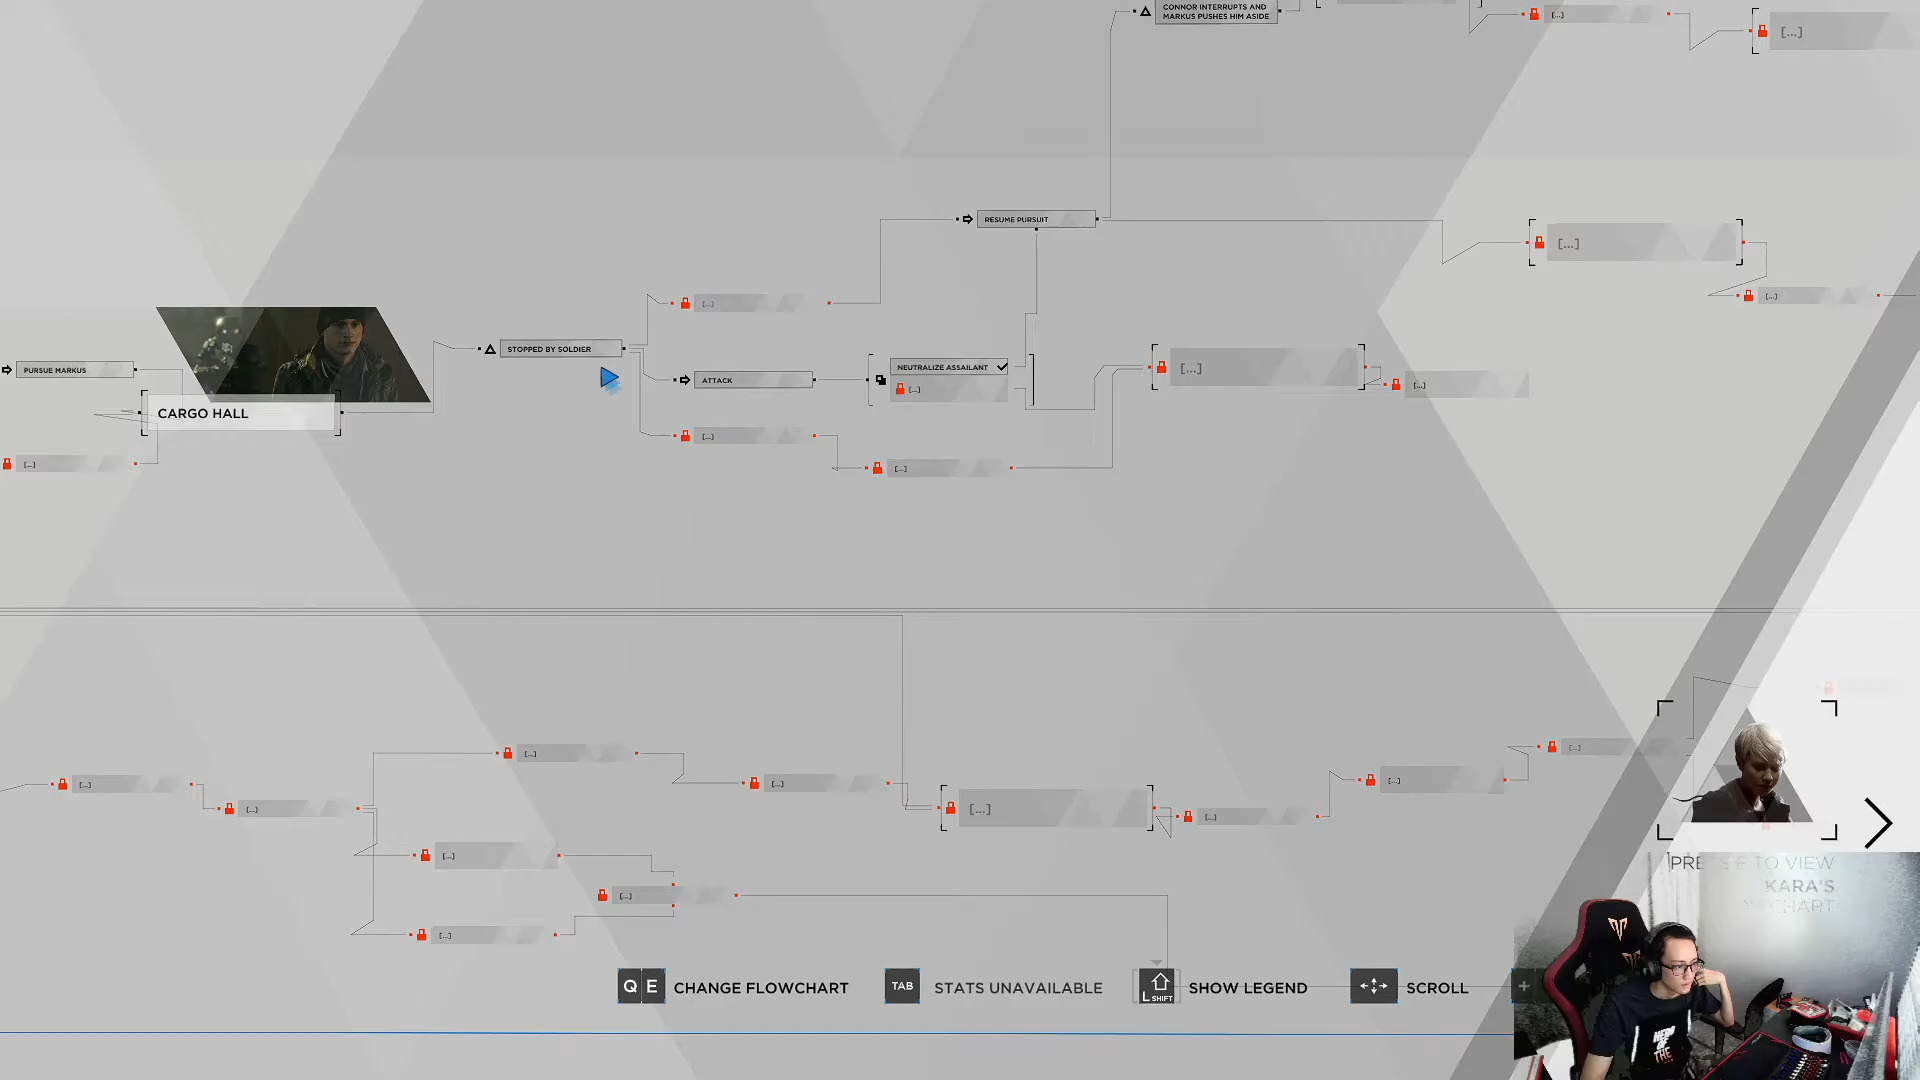 CONNOR INTERRUPTS AND
MARKUS PUSHES HIM ASIDE
[...]
[...]
RESUME PURSUIT
[...]
[...]
[...]
STOPPED BY SOLDIER
PURSUE MARKUS
NEUTRALIZE ASSAILANT
[...]
[...]
ATTACK
[...]
[...]
CARGO HALL
[...]
[...]
[...]
[...]
[...]
[...]
[...]
[...]
[...]
[...]
[...]
[...]
[...]
[...]
PRESS E TO VIEW
KARA'S
Q E CHANGE FLOWCHART
TAB STATS UNAVAILABLE
L SHIFT SHOW LEGEND
SCROLL
+